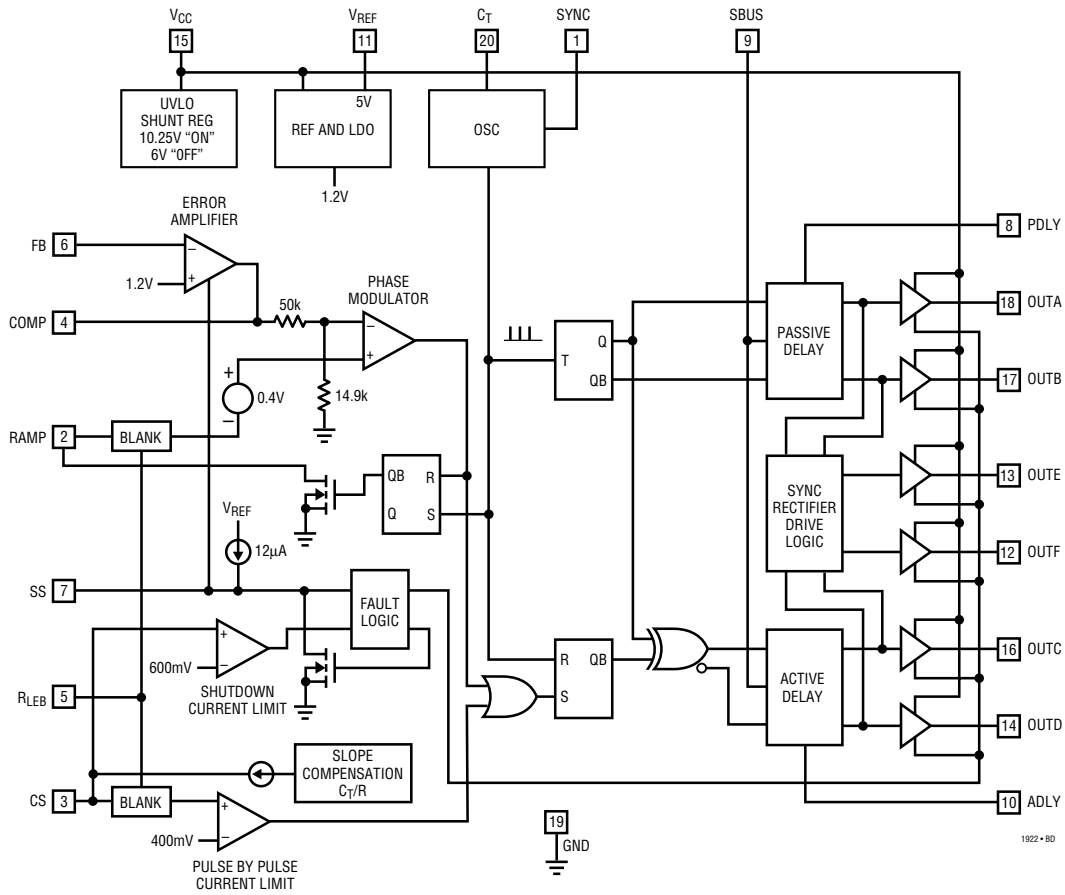 VCC
15
VREF
11
CT
20
SYNC
1
SBUS
9
UVLO
SHUNT REG
10.25V “ON”
6V “0FF”
5V
REF AND LDO
1.2V
OSC
ERROR
AMPLIFIER
FB 6
1.2V
–
+
COMP 4
50k
14.9k
PHASE
MODULATOR
–
+
+
0.4V
–
RAMP 2
BLANK
QB
Q
R
S
VREF
12µA
SS 7
FAULT
LOGIC
+
–
600mV
SHUTDOWN
CURRENT LIMIT
RLEB 5
SLOPE
COMPENSATION
CT/R
CS 3
BLANK
+
–
400mV
PULSE BY PULSE
CURRENT LIMIT
T
Q
QB
R
S
QB
19
GND
PASSIVE
DELAY
SYNC
RECTIFIER
DRIVE
LOGIC
ACTIVE
DELAY
8 PDLY
18 OUTA
17 OUTB
13 OUTE
12 OUTF
16 OUTC
14 OUTD
10 ADLY
1922 • BD